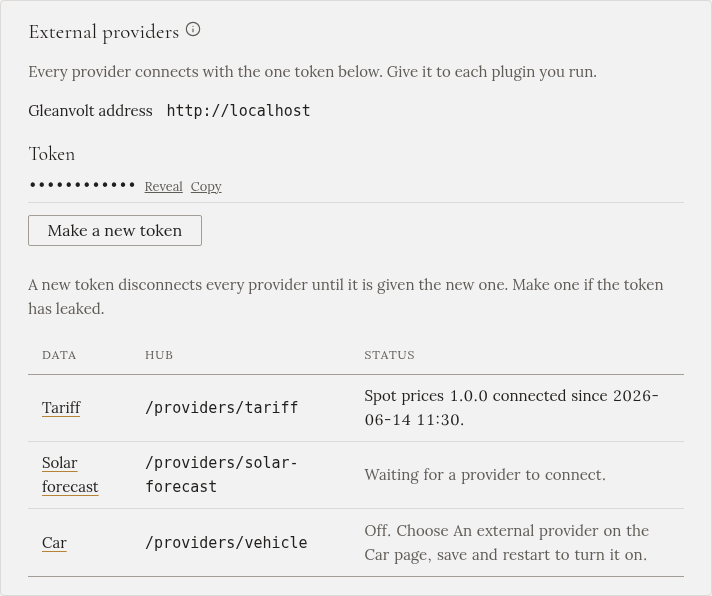 External providers
Every provider connects with the one token below. Give it to each plugin you run.
Gleanvolt address http://localhost
Token
•••••••••••• Reveal Copy
Make a new token
A new token disconnects every provider until it is given the new one. Make one if the token
has leaked.
DATA HUB STATUS
Tariff /providers/tariff Spot prices 1.0.0 connected since 2026-
06-14 11:30.
Solar
forecast /providers/solar-
forecast Waiting for a provider to connect.
Car /providers/vehicle Off. Choose An external provider on the
Car page, save and restart to turn it on.